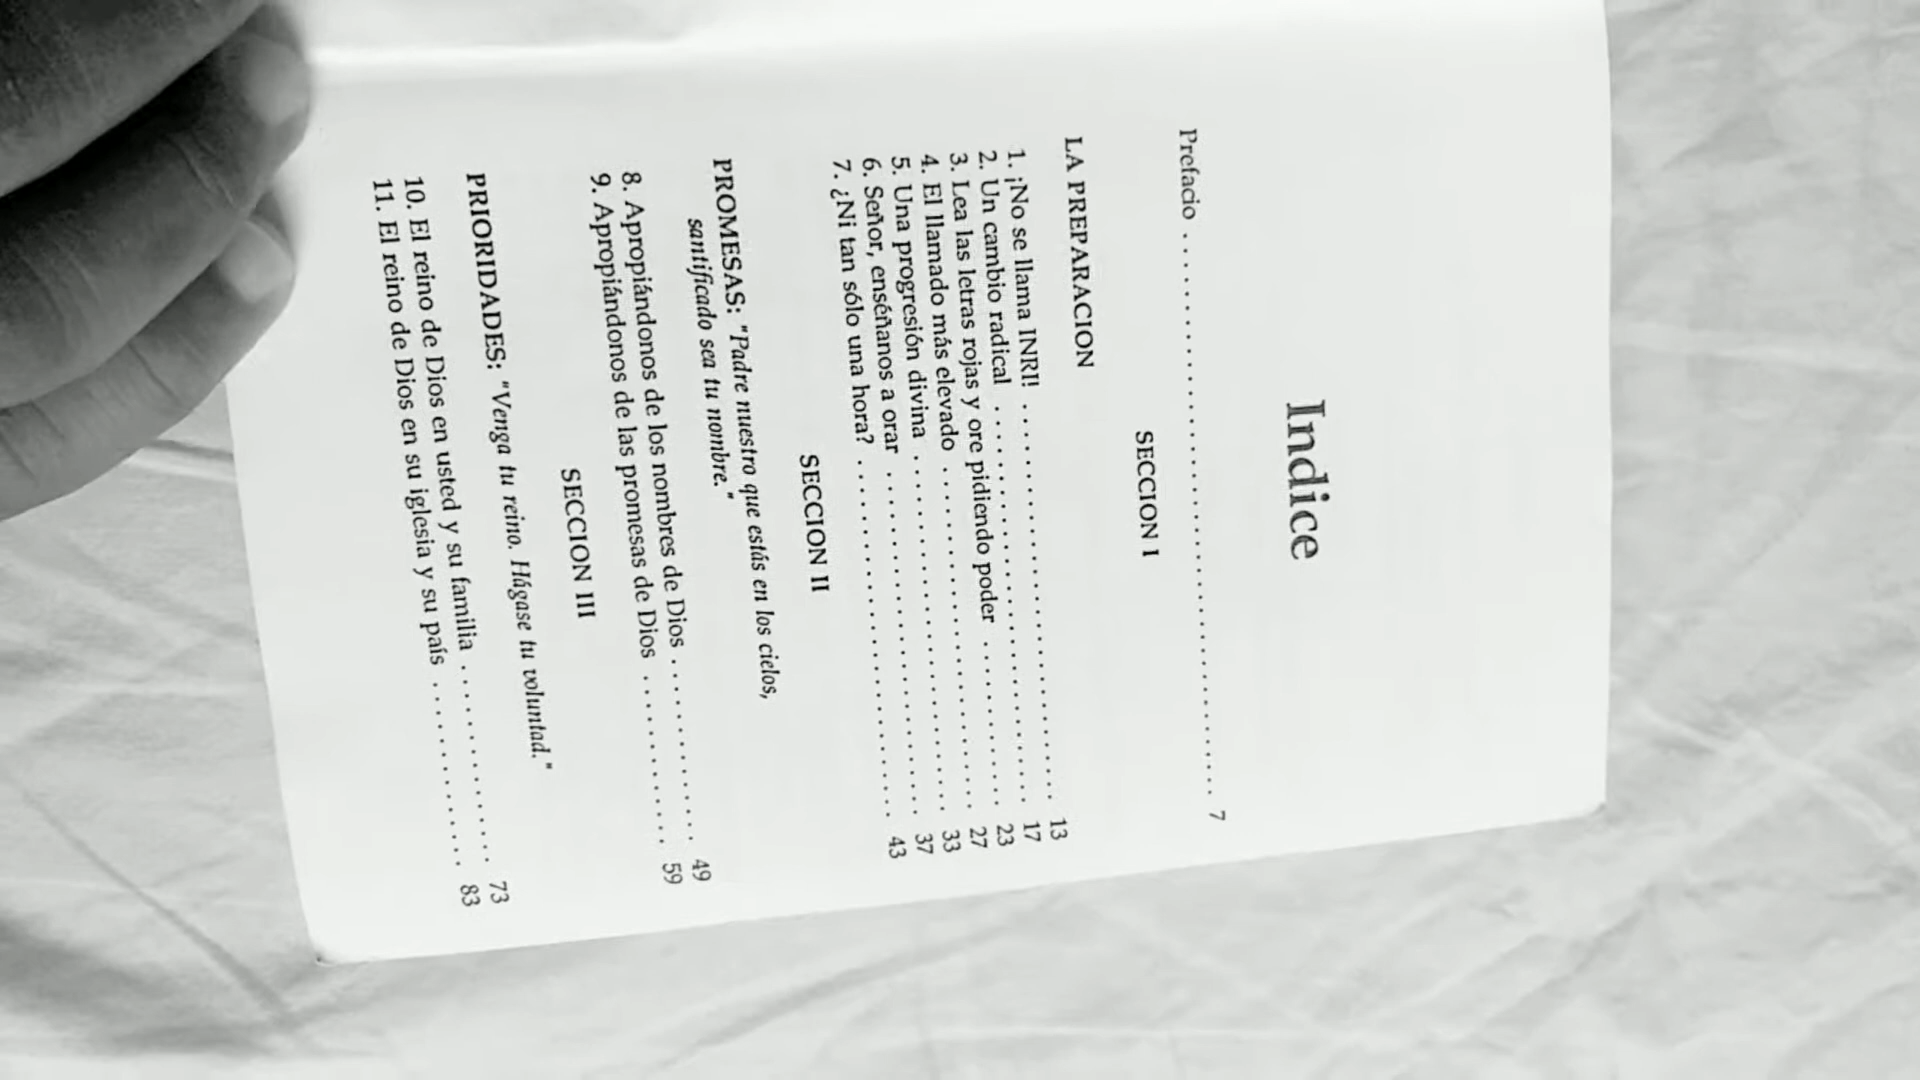 Indice
Prefacio . . . . . . . . . . . . . . . . . . . . . . . . . . . . . . . . . . . . . . . . 7
SECCION I
LA PREPARACION
1. ¡No se llama INRI! . . . . . . . . . . . . . . . . . . . . . . . . . . . 13
2. Un cambio radical . . . . . . . . . . . . . . . . . . . . . . . . . . . 17
3. Lea las letras rojas y ore pidiendo poder . . . . . . . . . . . 23
4. El llamado más elevado . . . . . . . . . . . . . . . . . . . . . . . 27
5. Una progresión divina . . . . . . . . . . . . . . . . . . . . . . . . 33
6. Señor, enséñanos a orar . . . . . . . . . . . . . . . . . . . . . . . 37
7. ¿Ni tan sólo una hora? . . . . . . . . . . . . . . . . . . . . . . . . 43
SECCION II
PROMESAS: "Padre nuestro que estás en los cielos,
santificado sea tu nombre."
8. Apropiándonos de los nombres de Dios . . . . . . . . . . . . 49
9. Apropiándonos de las promesas de Dios . . . . . . . . . . . 59
SECCION III
PRIORIDADES: "Venga tu reino. Hágase tu voluntad."
10. El reino de Dios en usted y su familia . . . . . . . . . . . . . 73
11. El reino de Dios en su iglesia y su país . . . . . . . . . . . . 83